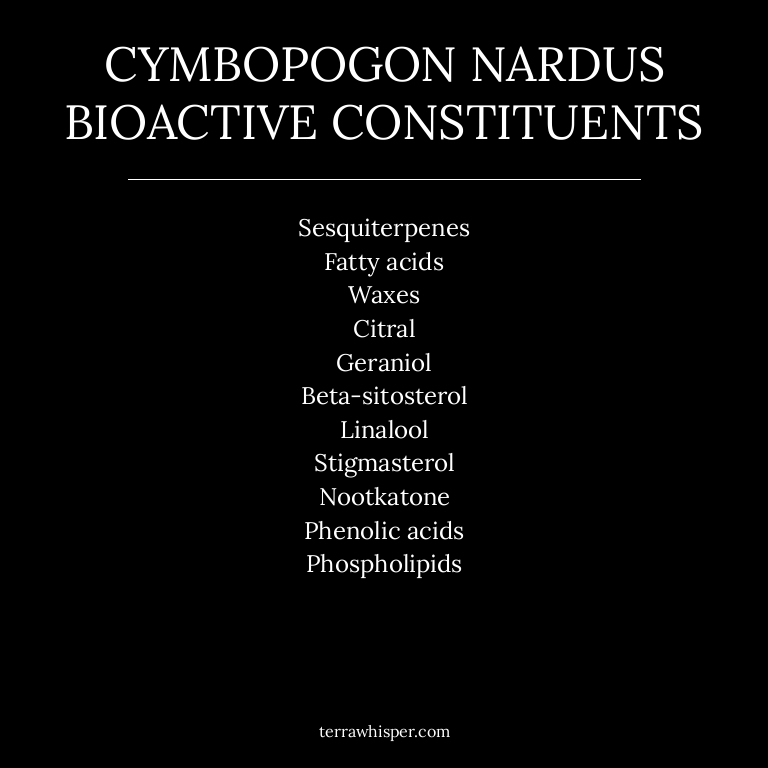 CYMBOPOGON NARDUS
BIOACTIVE CONSTITUENTS
Sesquiterpenes
Fatty acids
Waxes
Citral
Geraniol
Beta-sitosterol
Linalool
Stigmasterol
Nootkatone
Phenolic acids
Phospholipids
terrawhisper.com